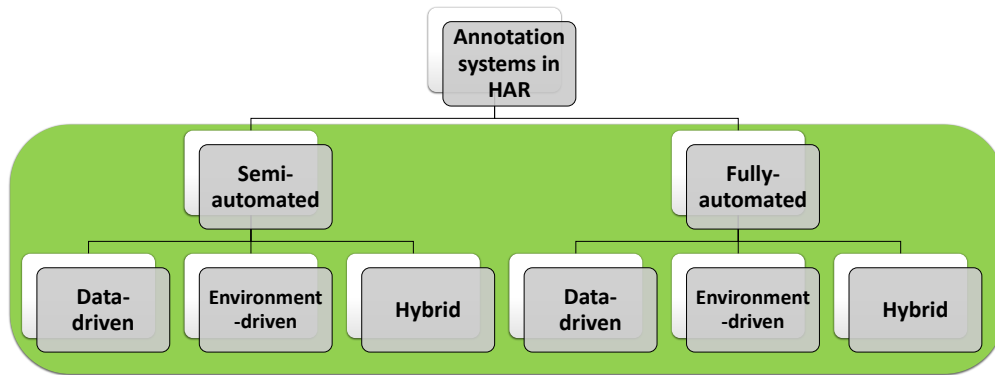 Annotation
systems in
HAR
Semi-
automated
Fully-
automated
Data-
driven
Environment
-driven
Hybrid
Data-
driven
Environment
-driven
Hybrid